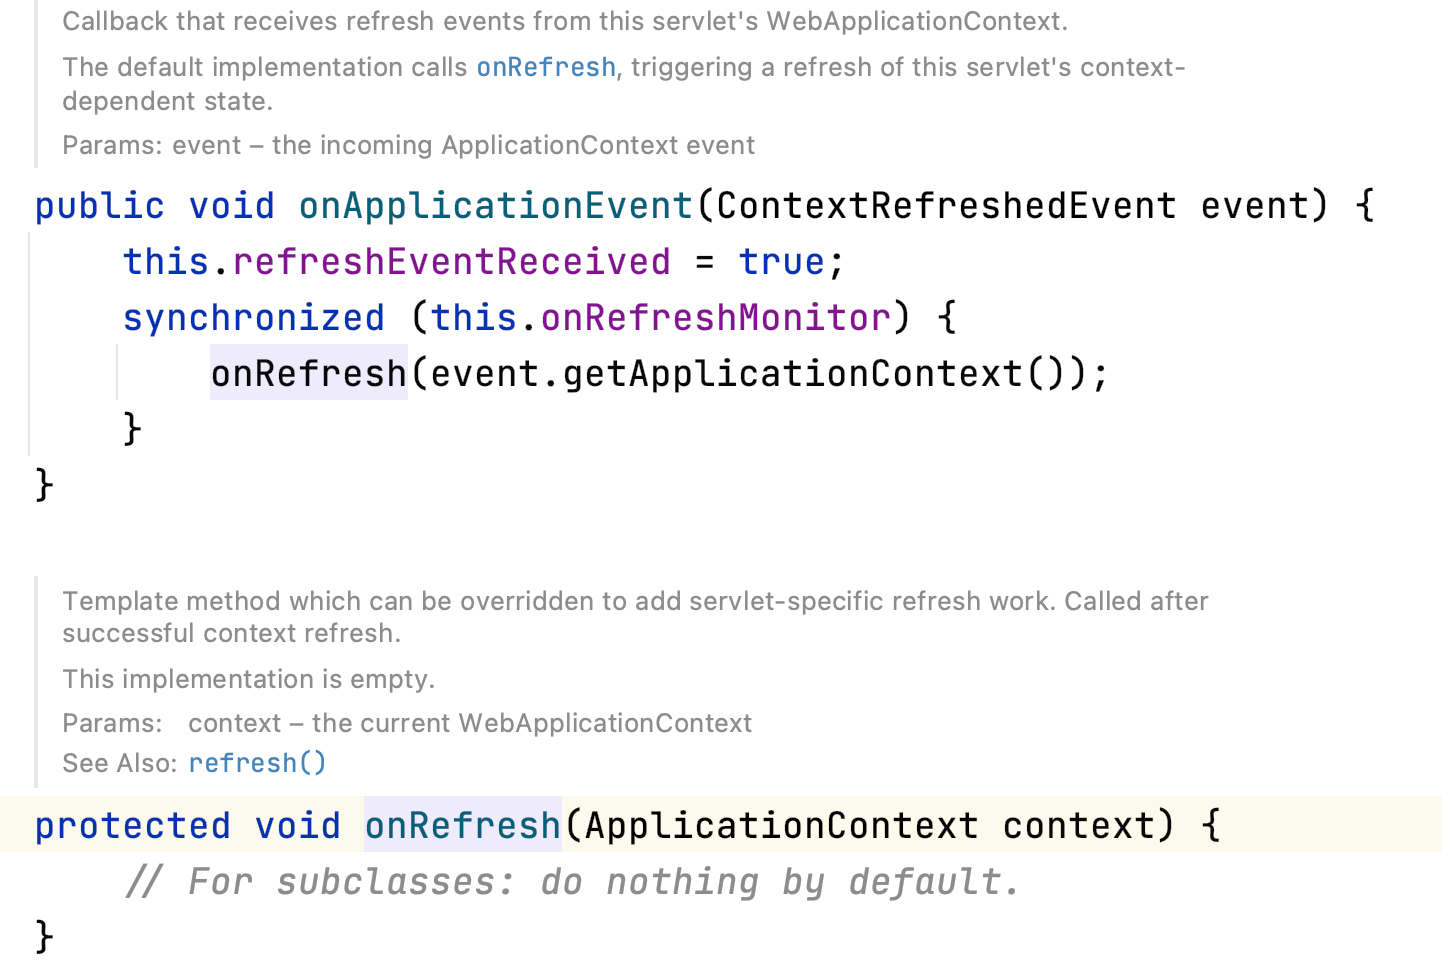 Callback that receives refresh events from this servlet's WebApplicationContext.
The default implementation calls onRefresh, triggering a refresh of this servlet's context-
dependent state.
Params: event – the incoming ApplicationContext event
public void onApplicationEvent(ContextRefreshedEvent event) {
    this.refreshEventReceived = true;
    synchronized (this.onRefreshMonitor) {
        onRefresh(event.getApplicationContext());
    }
}
Template method which can be overridden to add servlet-specific refresh work. Called after
successful context refresh.
This implementation is empty.
Params: context – the current WebApplicationContext
See Also: refresh()
protected void onRefresh(ApplicationContext context) {
    // For subclasses: do nothing by default.
}